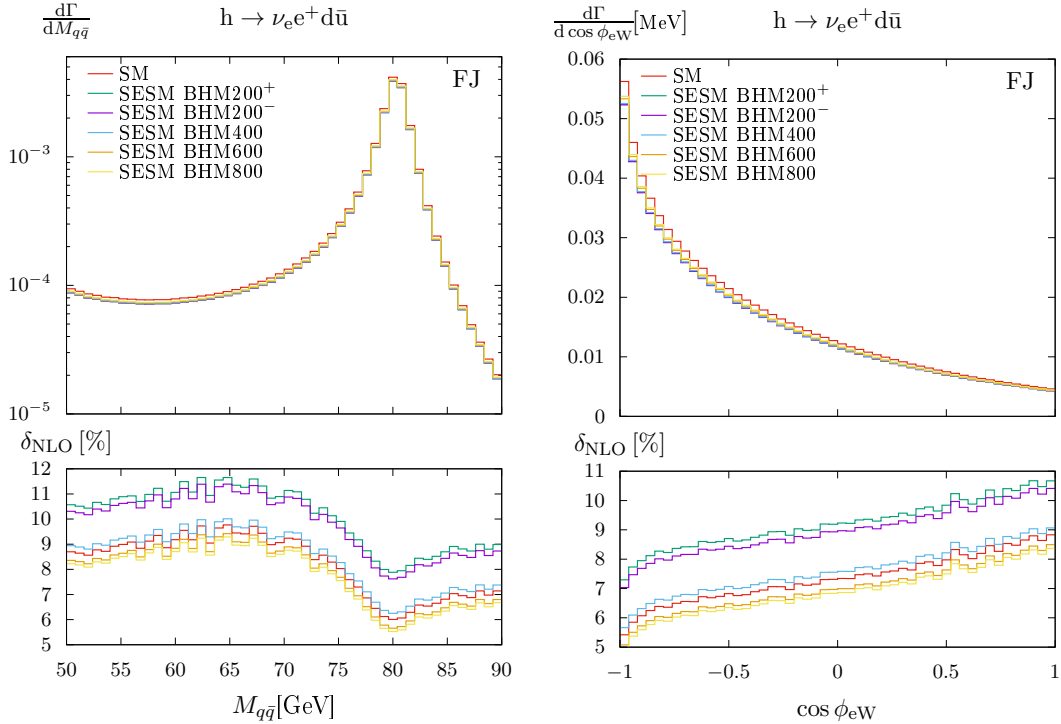 dΓ/dM_{qq̄}
h → ν_e e⁺ d ū
FJ
SM
SESM BHM200⁺
SESM BHM200⁻
SESM BHM400
SESM BHM600
SESM BHM800
10⁻³
10⁻⁴
10⁻⁵
δ_NLO [%]
12
11
10
9
8
7
6
5
50 55 60 65 70 75 80 85 90
M_{qq̄}[GeV]
dΓ/d cos φ_{eW} [MeV]
h → ν_e e⁺ d ū
0.06
FJ
SM
SESM BHM200⁺
SESM BHM200⁻
SESM BHM400
SESM BHM600
SESM BHM800
0.05
0.04
0.03
0.02
0.01
0
δ_NLO [%]
11
10
9
8
7
6
5
−1 −0.5 0 0.5 1
cos φ_{eW}